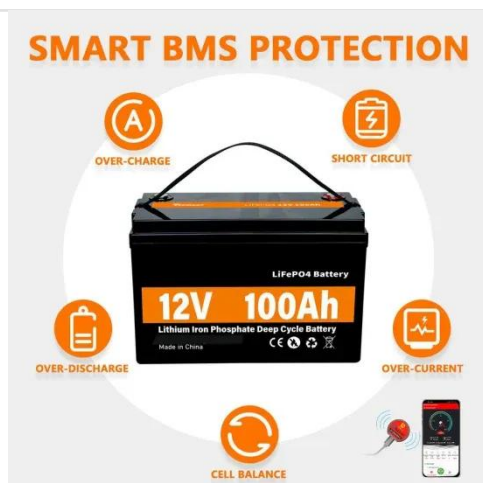 SMART BMS PROTECTION
OVER-CHARGE
SHORT CIRCUIT
LiFePO4 Battery
12V 100Ah
Lithium Iron Phosphate Deep Cycle Battery
Made in China
CE
OVER-DISCHARGE
OVER-CURRENT
CELL BALANCE